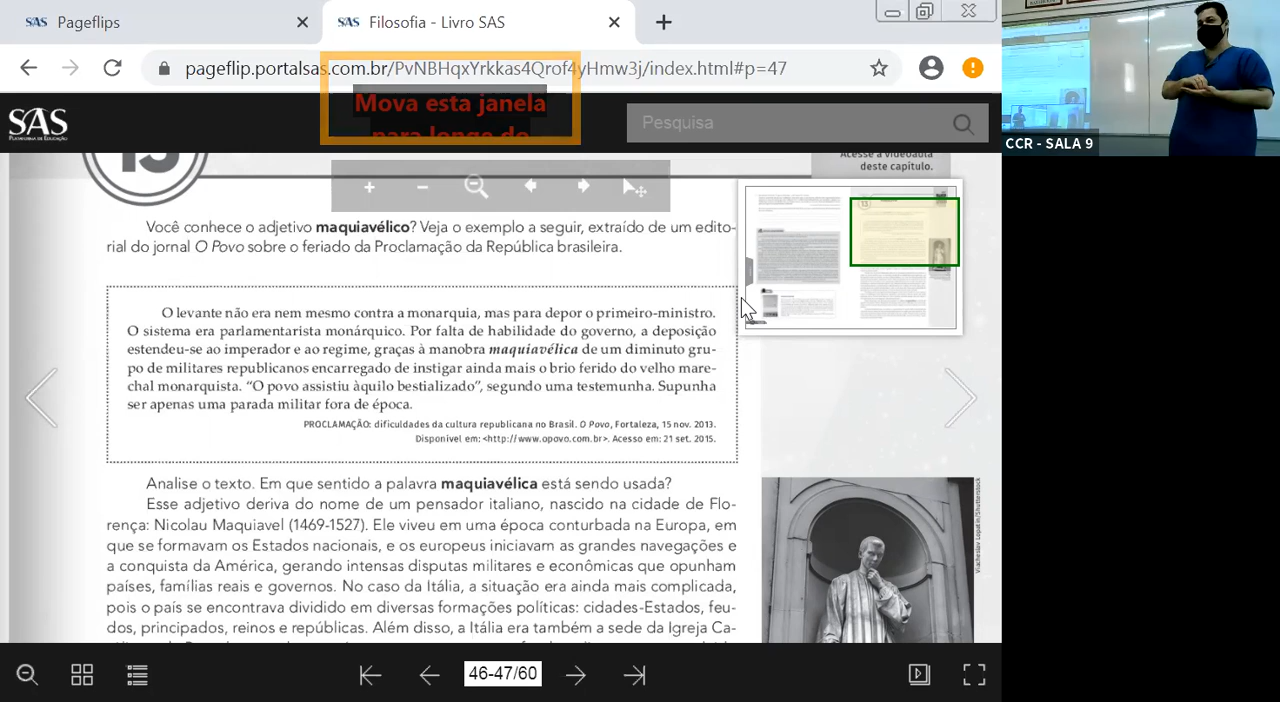 SAS Pageflips
SAS Filosofia - Livro SAS
pageflip.portalsas.com.br/PvNBHqxYrkkas4Qrof4yHmw3j/index.html#p=47
Mova esta janela
para longe do
SAS
PLATAFORMA DE EDUCAÇÃO
Pesquisa
CCR - SALA 9
13
Acesse a videoaula
deste capítulo.
Você conhece o adjetivo maquiavélico? Veja o exemplo a seguir, extraído de um edito-
rial do jornal O Povo sobre o feriado da Proclamação da República brasileira.
O levante não era nem mesmo contra a monarquia, mas para depor o primeiro-ministro.
O sistema era parlamentarista monárquico. Por falta de habilidade do governo, a deposição
estendeu-se ao imperador e ao regime, graças à manobra maquiavélica de um diminuto gru-
po de militares republicanos encarregado de instigar ainda mais o brio ferido do velho mare-
chal monarquista. “O povo assistiu àquilo bestializado”, segundo uma testemunha. Supunha
ser apenas uma parada militar fora de época.
PROCLAMAÇÃO: dificuldades da cultura republicana no Brasil. O Povo, Fortaleza, 15 nov. 2013.
Disponível em: <http://www.opovo.com.br>. Acesso em: 21 set. 2015.
Analise o texto. Em que sentido a palavra maquiavélica está sendo usada?
Esse adjetivo deriva do nome de um pensador italiano, nascido na cidade de Flo-
rença: Nicolau Maquiavel (1469-1527). Ele viveu em uma época conturbada na Europa, em
que se formavam os Estados nacionais, e os europeus iniciavam as grandes navegações e
a conquista da América, gerando intensas disputas militares e econômicas que opunham
países, famílias reais e governos. No caso da Itália, a situação era ainda mais complicada,
pois o país se encontrava dividido em diversas formações políticas: cidades-Estados, feu-
dos, principados, reinos e repúblicas. Além disso, a Itália era também a sede da Igreja Ca-
Viacheslav Lopatin/Shutterstock
46-47/60